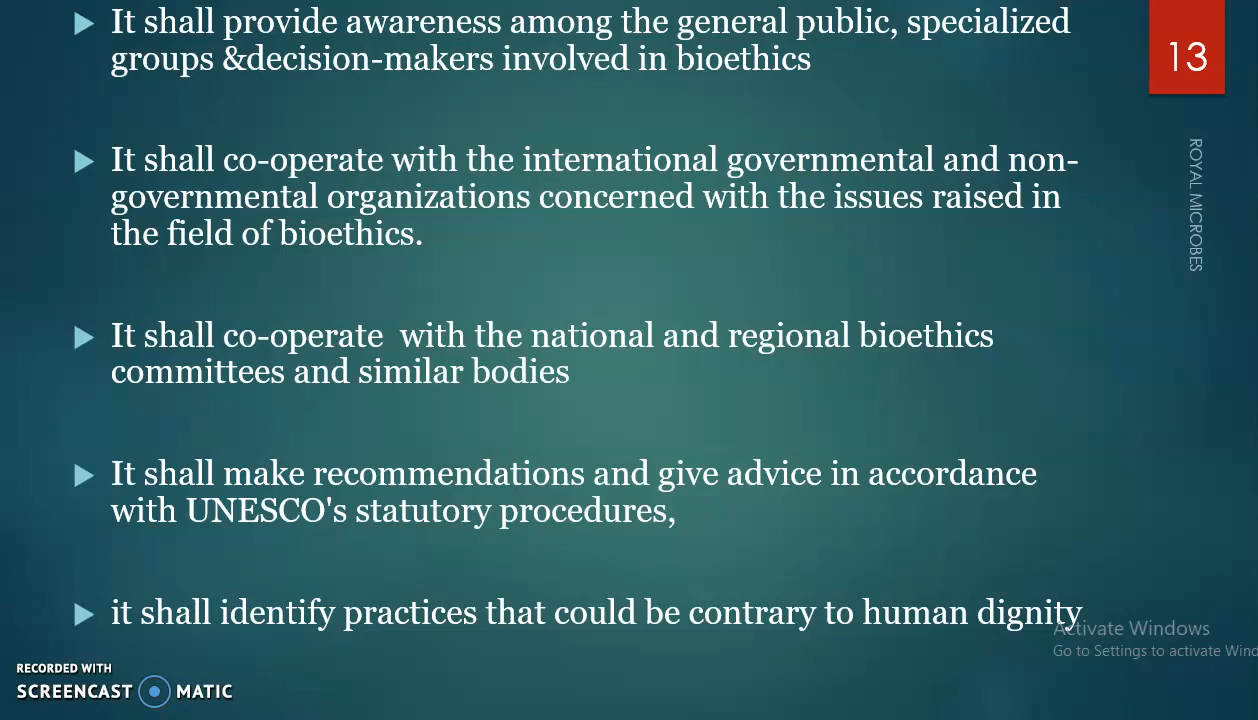 It shall provide awareness among the general public, specialized
groups &decision-makers involved in bioethics
It shall co-operate with the international governmental and non-
governmental organizations concerned with the issues raised in
the field of bioethics.
It shall co-operate  with the national and regional bioethics
committees and similar bodies
It shall make recommendations and give advice in accordance
with UNESCO's statutory procedures,
it shall identify practices that could be contrary to human dignity
13
ROYAL MICROBES
Activate Windows
Go to Settings to activate Wind
RECORDED WITH
SCREENCAST MATIC